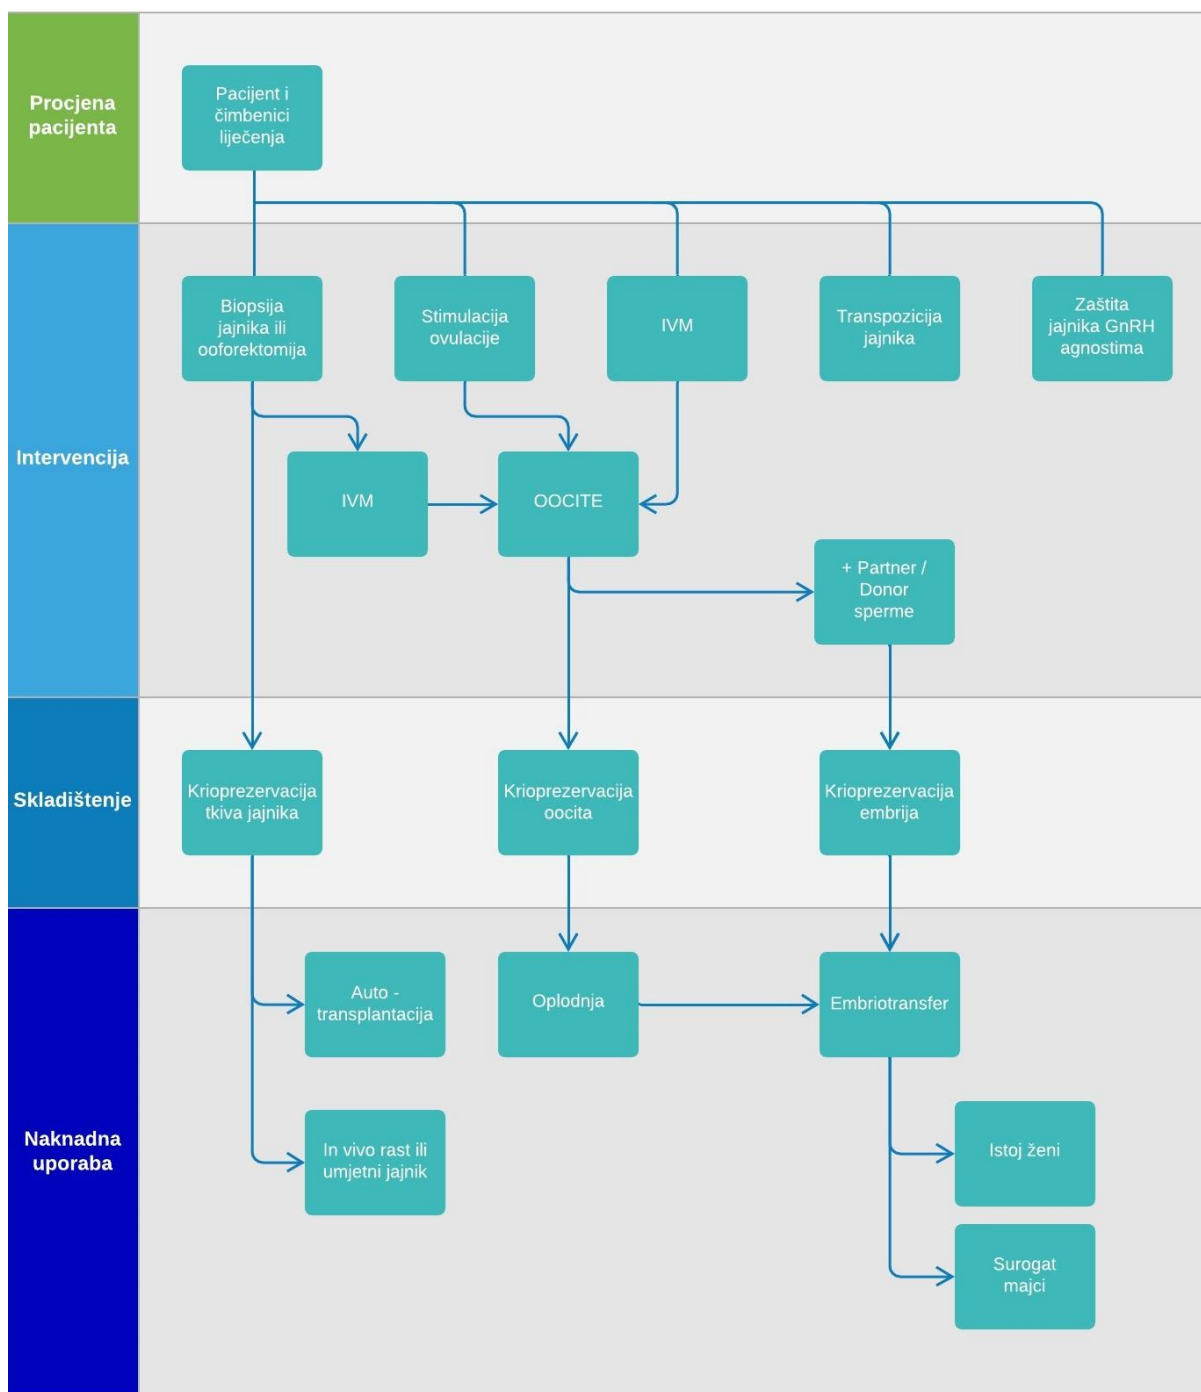 Procjena
pacijenta
Pacijent i
čimbenici
liječenja
Intervencija
Biopsija
jajnika ili
ooforektomija
Stimulacija
ovulacije
IVM
Transpozicija
jajnika
Zaštita
jajnika GnRH
agnostima
IVM
OOCITE
+ Partner /
Donor
sperme
Skladištenje
Krioprezervacija
tkiva jajnika
Krioprezervacija
oocita
Krioprezervacija
embrija
Naknadna
uporaba
Auto -
transplantacija
Oplodnja
Embriotransfer
In vivo rast ili
umjetni jajnik
Istoj ženi
Surogat
majci